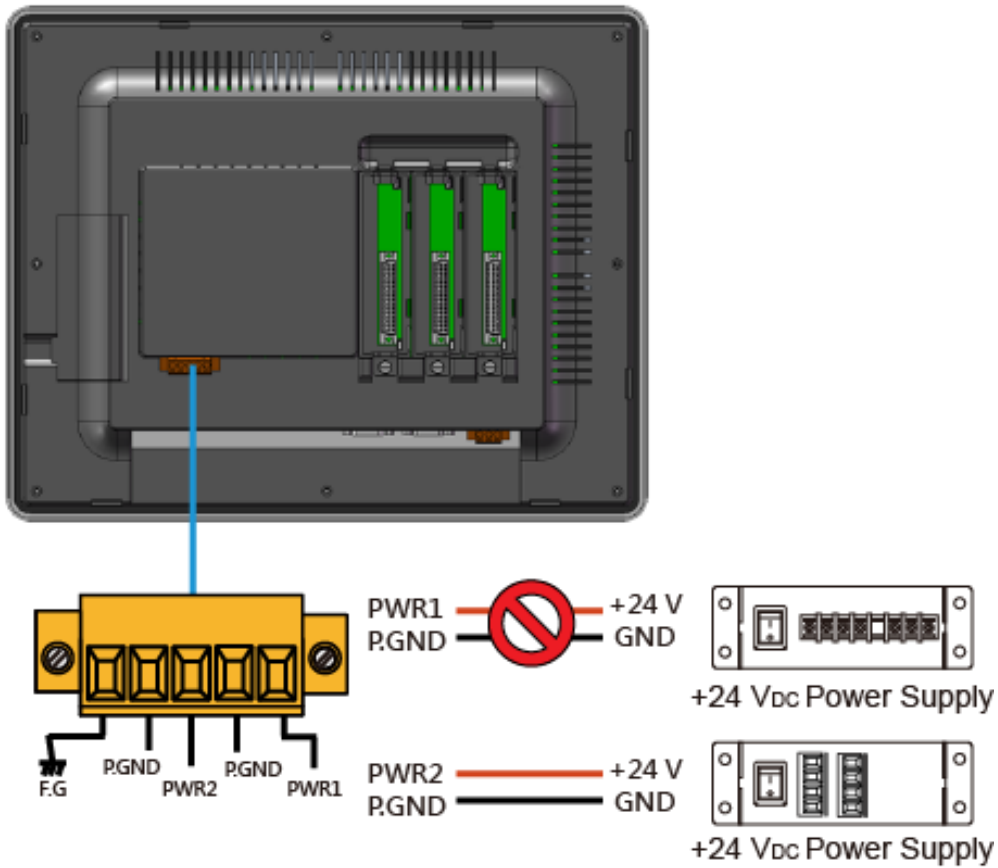 PWR1 +24 V
P.GND GND
+24 VDC Power Supply
F.G P.GND PWR2 P.GND PWR1
PWR2 +24 V
P.GND GND
+24 VDC Power Supply